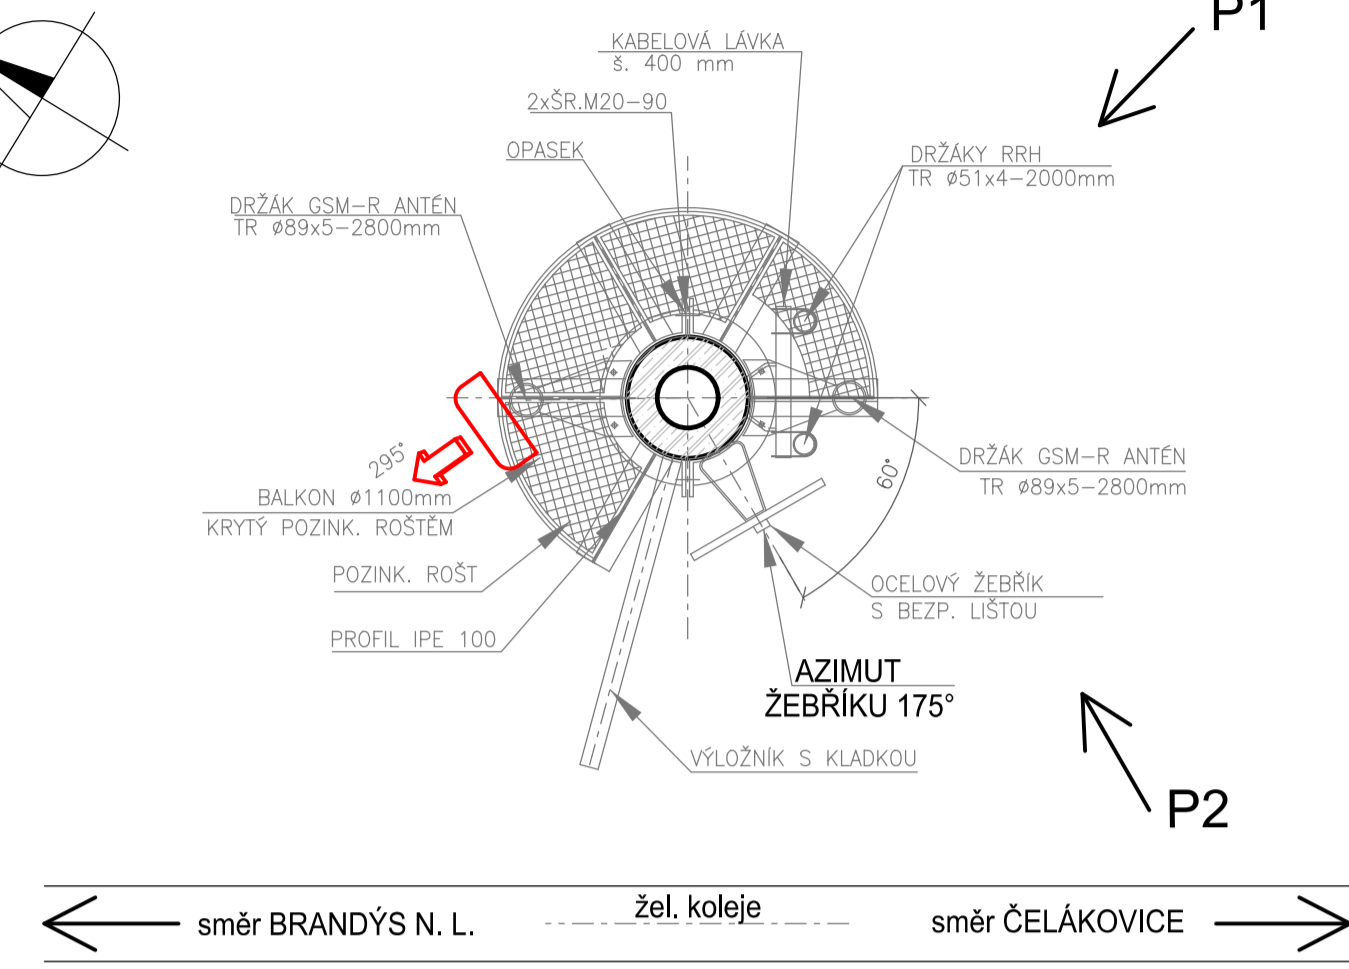 P1
KABELOVÁ LÁVKA
š. 400 mm
2xŠR.M20-90
OPASEK
DRŽÁKY RRH
TR ø51x4-2000mm
DRŽÁK GSM-R ANTÉN
TR ø89x5-2800mm
295°
BALKON ø1100mm
KRYTÝ POZINK. ROŠTĚM
DRŽÁK GSM-R ANTÉN
TR ø89x5-2800mm
60°
POZINK. ROŠT
OCELOVÝ ŽEBŘÍK
S BEZP. LIŠTOU
PROFIL IPE 100
AZIMUT
ŽEBŘÍKU 175°
VÝLOŽNÍK S KLADKOU
P2
směr BRANDÝS N. L.
žel. koleje
směr ČELÁKOVICE